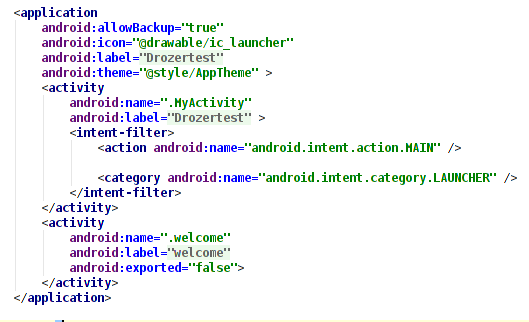 <application
android:allowBackup="true"
android:icon="@drawable/ic_launcher"
android:label="Drozertest"
android:theme="@style/AppTheme" >
<activity
android:name=".MyActivity"
android:label="Drozertest" >
<intent-filter>
<action android:name="android.intent.action.MAIN" />
<category android:name="android.intent.category.LAUNCHER" />
</intent-filter>
</activity>
<activity
android:name=".welcome"
android:label="welcome"
android:exported="false">
</activity>
</application>